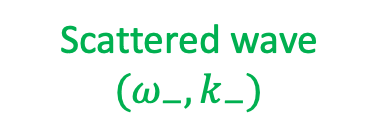 Scattered wave
(ω₋, k₋)